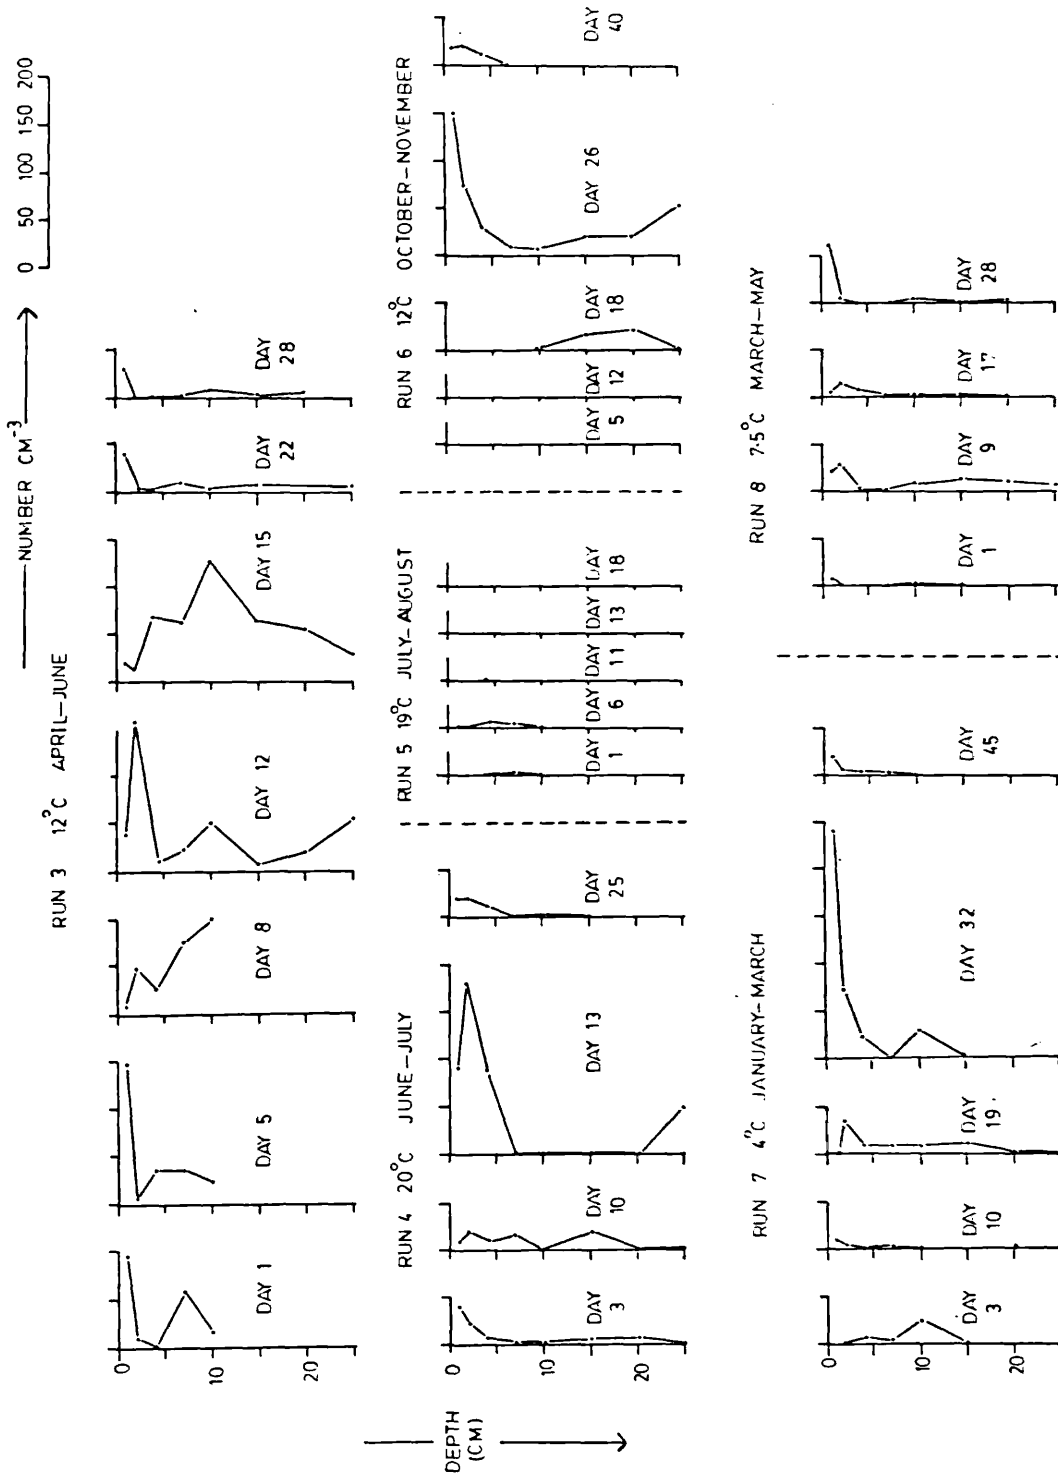 NUMBER CM⁻³
0 50 100 150 200
RUN 3 12°C APRIL–JUNE
0
10
20
DAY 1
DAY 5
DAY 8
DAY 12
DAY 15
DAY 22
DAY 28
DEPTH
(CM)
RUN 4 20°C JUNE–JULY
DAY 3
DAY 10
DAY 13
DAY 25
RUN 5 19°C JULY–AUGUST
DAY 1
DAY 6
DAY 11
DAY 13
DAY 18
RUN 6 12°C OCTOBER–NOVEMBER
DAY 5
DAY 12
DAY 18
DAY 26
DAY 40
RUN 7 4°C JANUARY–MARCH
0
10
20
DAY 3
DAY 10
DAY 19
DAY 32
DAY 45
RUN 8 7·5°C MARCH–MAY
DAY 1
DAY 9
DAY 17
DAY 28